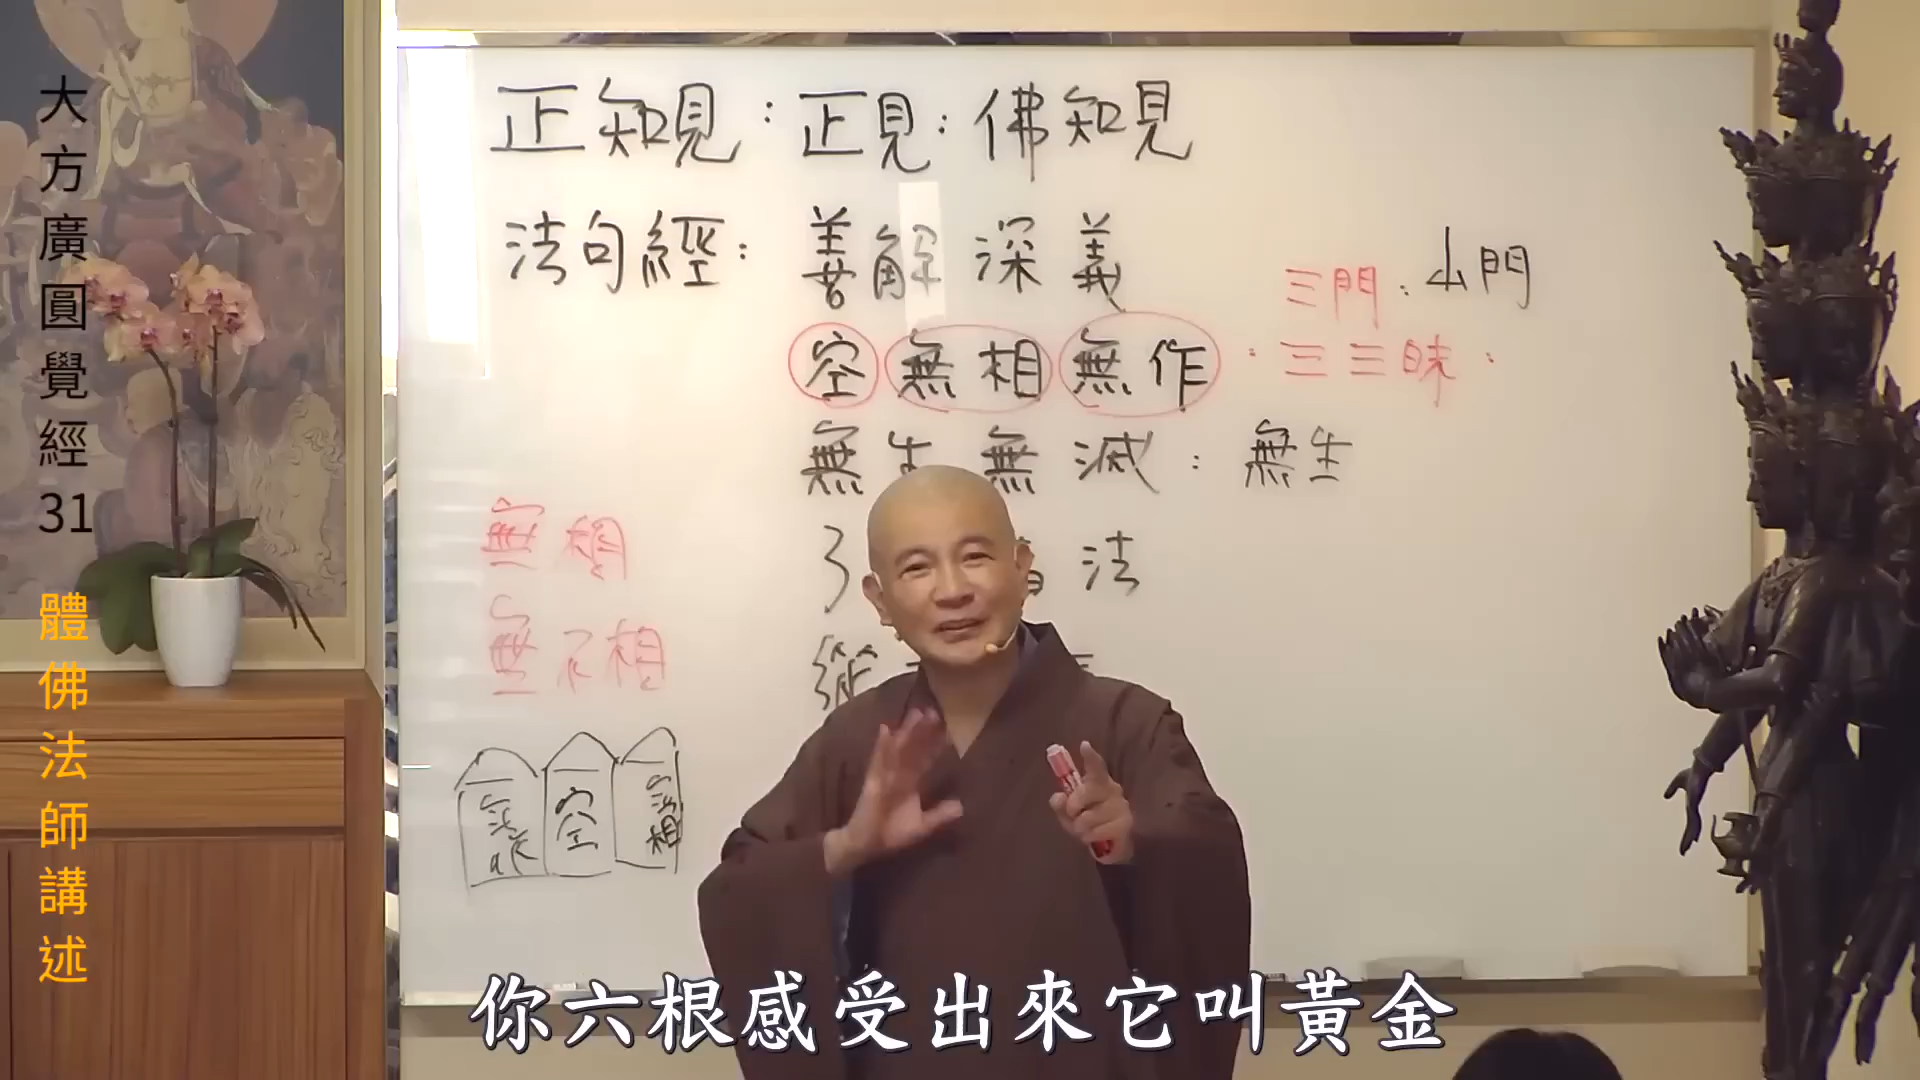 大方廣圓覺經31
體佛法師講述
正知見:正見:佛知見
法句經:善解深義
三門:山門
空無相無作:三三昧:
無生無滅:無生
了 法
無相
無不相
空
相
你六根感受出來它叫黃金